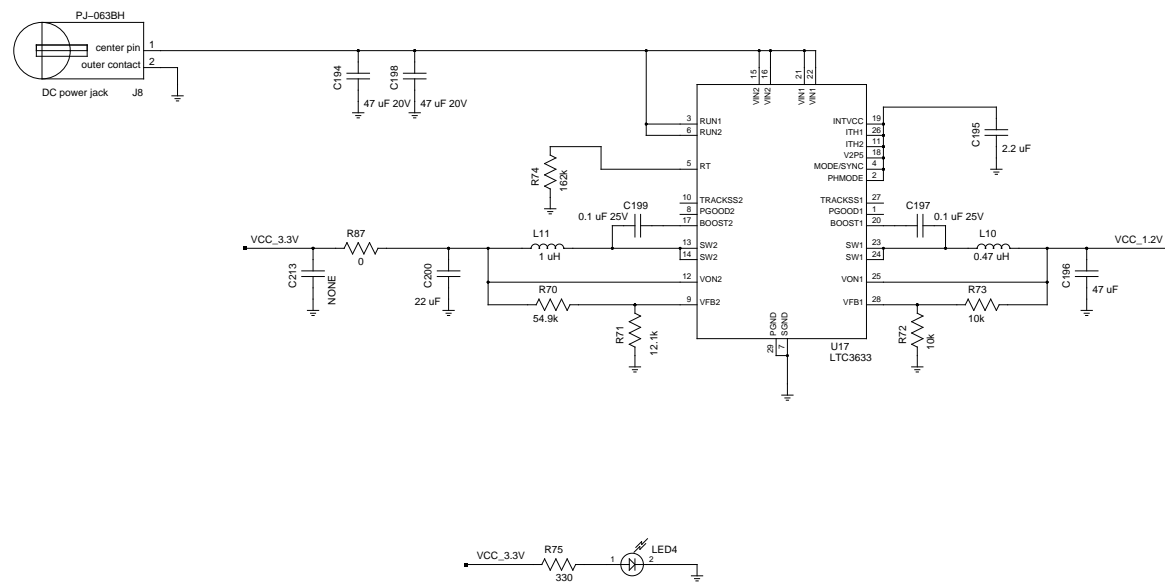 PJ–063BH
center pin
1
outer contact
2
DC power jack
J8
C194
47 uF 20V
C198
47 uF 20V
15
16
21
22
VIN2
VIN2
VIN1
VIN1
3
RUN1
6
RUN2
5
RT
10
TRACKSS2
8
PGOOD2
17
BOOST2
13
SW2
14
SW2
12
VON2
9
VFB2
INTVCC
19
ITH1
26
ITH2
11
V2P5
18
MODE/SYNC
4
PHMODE
2
TRACKSS1
27
PGOOD1
1
BOOST1
20
SW1
23
SW1
24
VON1
25
VFB1
28
PGND
SGND
29
7
U17
LTC3633
C195
2.2 uF
R74
162k
C199
0.1 uF 25V
C197
0.1 uF 25V
VCC_3.3V
R87
0
L11
1 uH
L10
0.47 uH
VCC_1.2V
C213
NONE
C200
22 uF
C196
47 uF
R70
54.9k
R71
12.1k
R73
10k
R72
10k
VCC_3.3V
R75
330
1
2
LED4